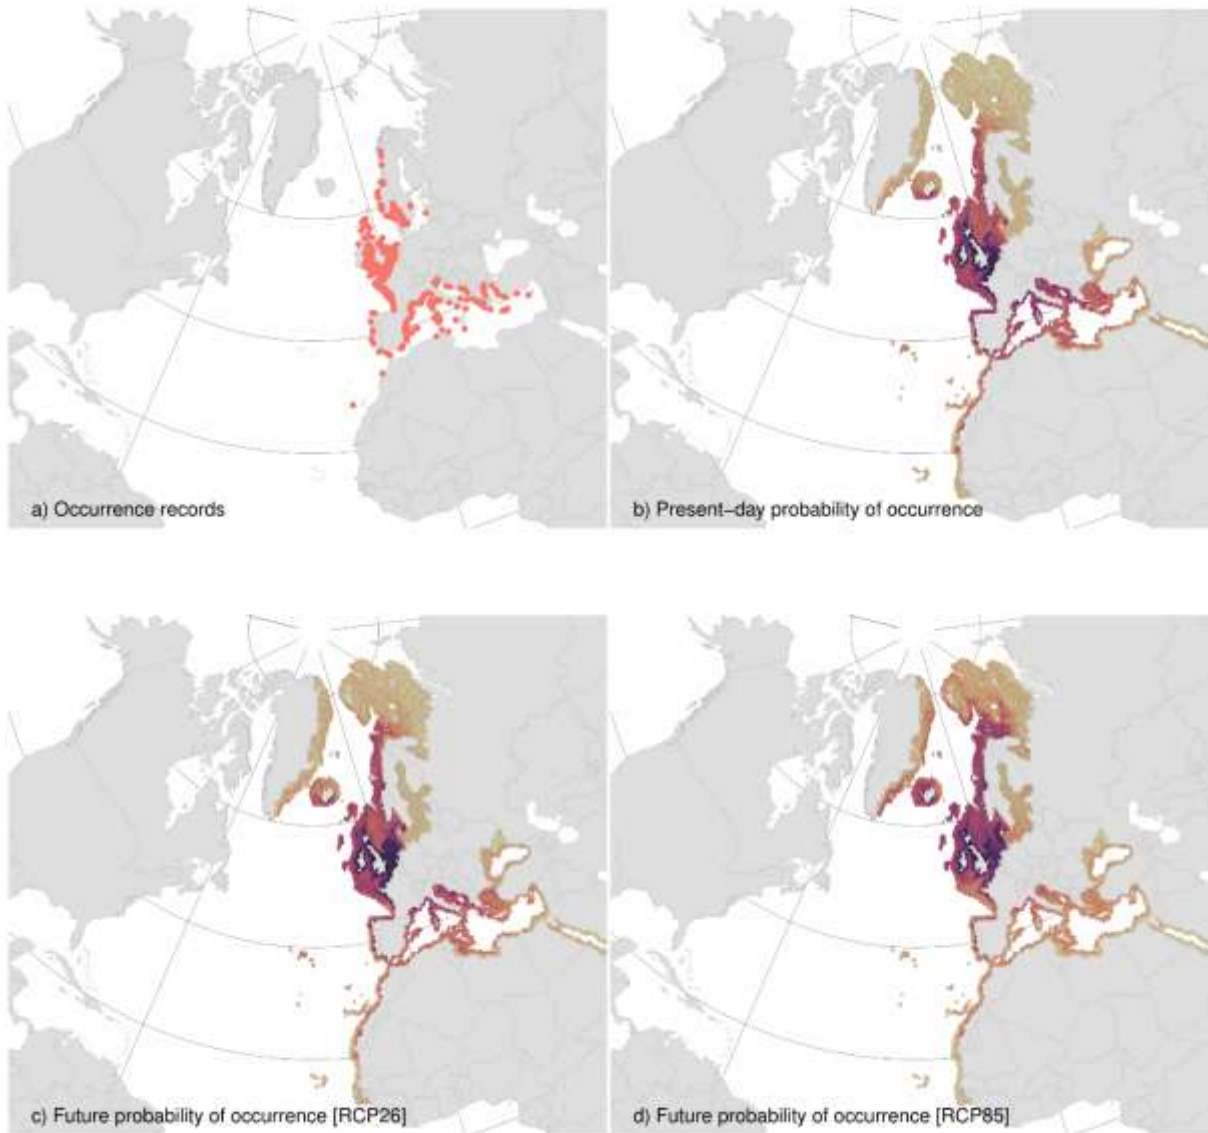 a) Occurrence records
b) Present–day probability of occurrence
c) Future probability of occurrence [RCP26]
d) Future probability of occurrence [RCP85]